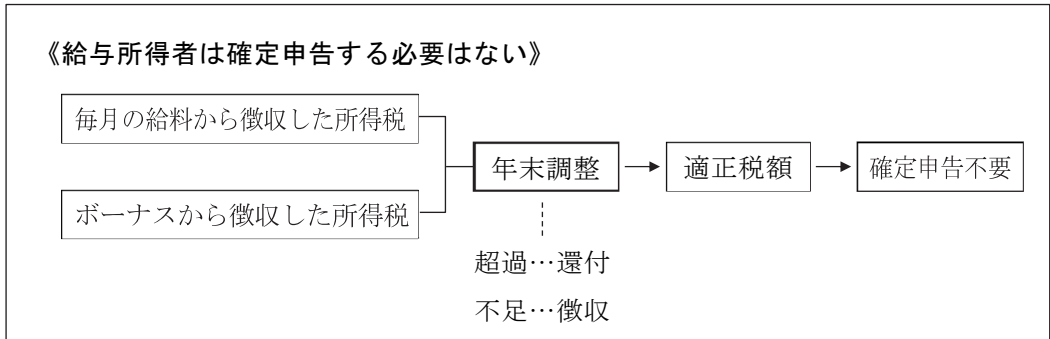 《給与所得者は確定申告する必要はない》
毎月の給料から徴収した所得税
ボーナスから徴収した所得税
年末調整
適正税額
確定申告不要
超過…還付
不足…徴収